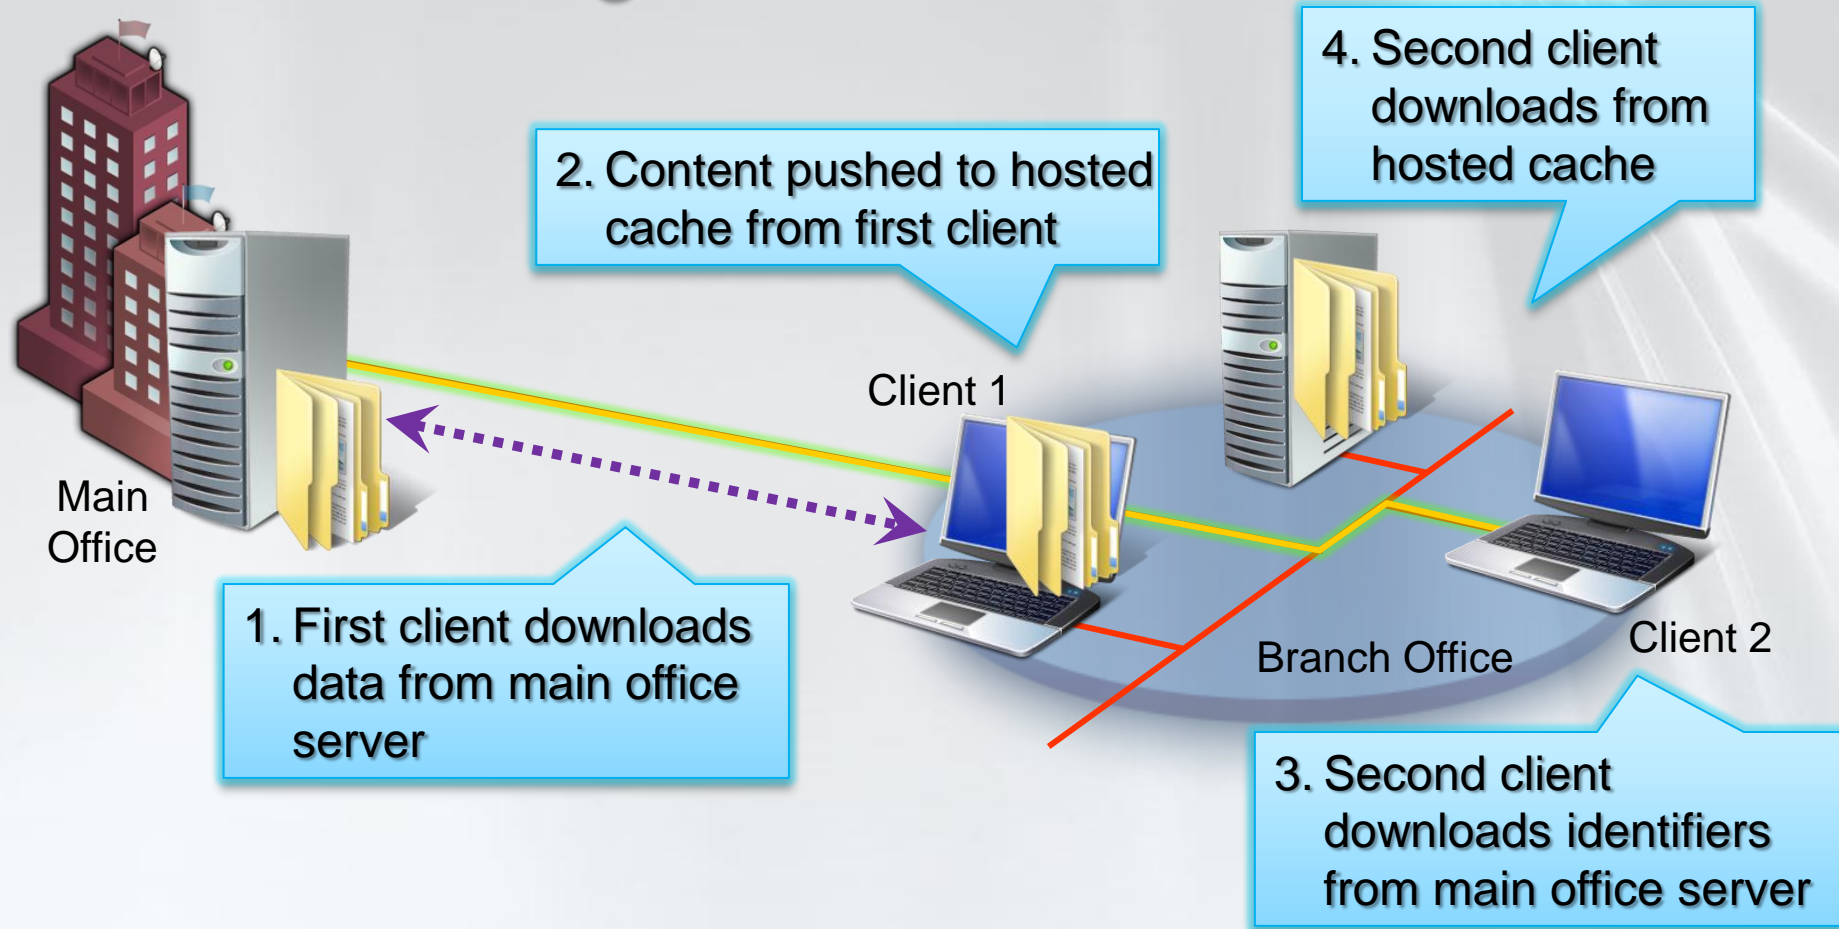 4. Second client
downloads from
hosted cache
2. Content pushed to hosted
cache from first client
Client 1
Main
Office
1. First client downloads
data from main office
server
Branch Office
Client 2
3. Second client
downloads identifiers
from main office server